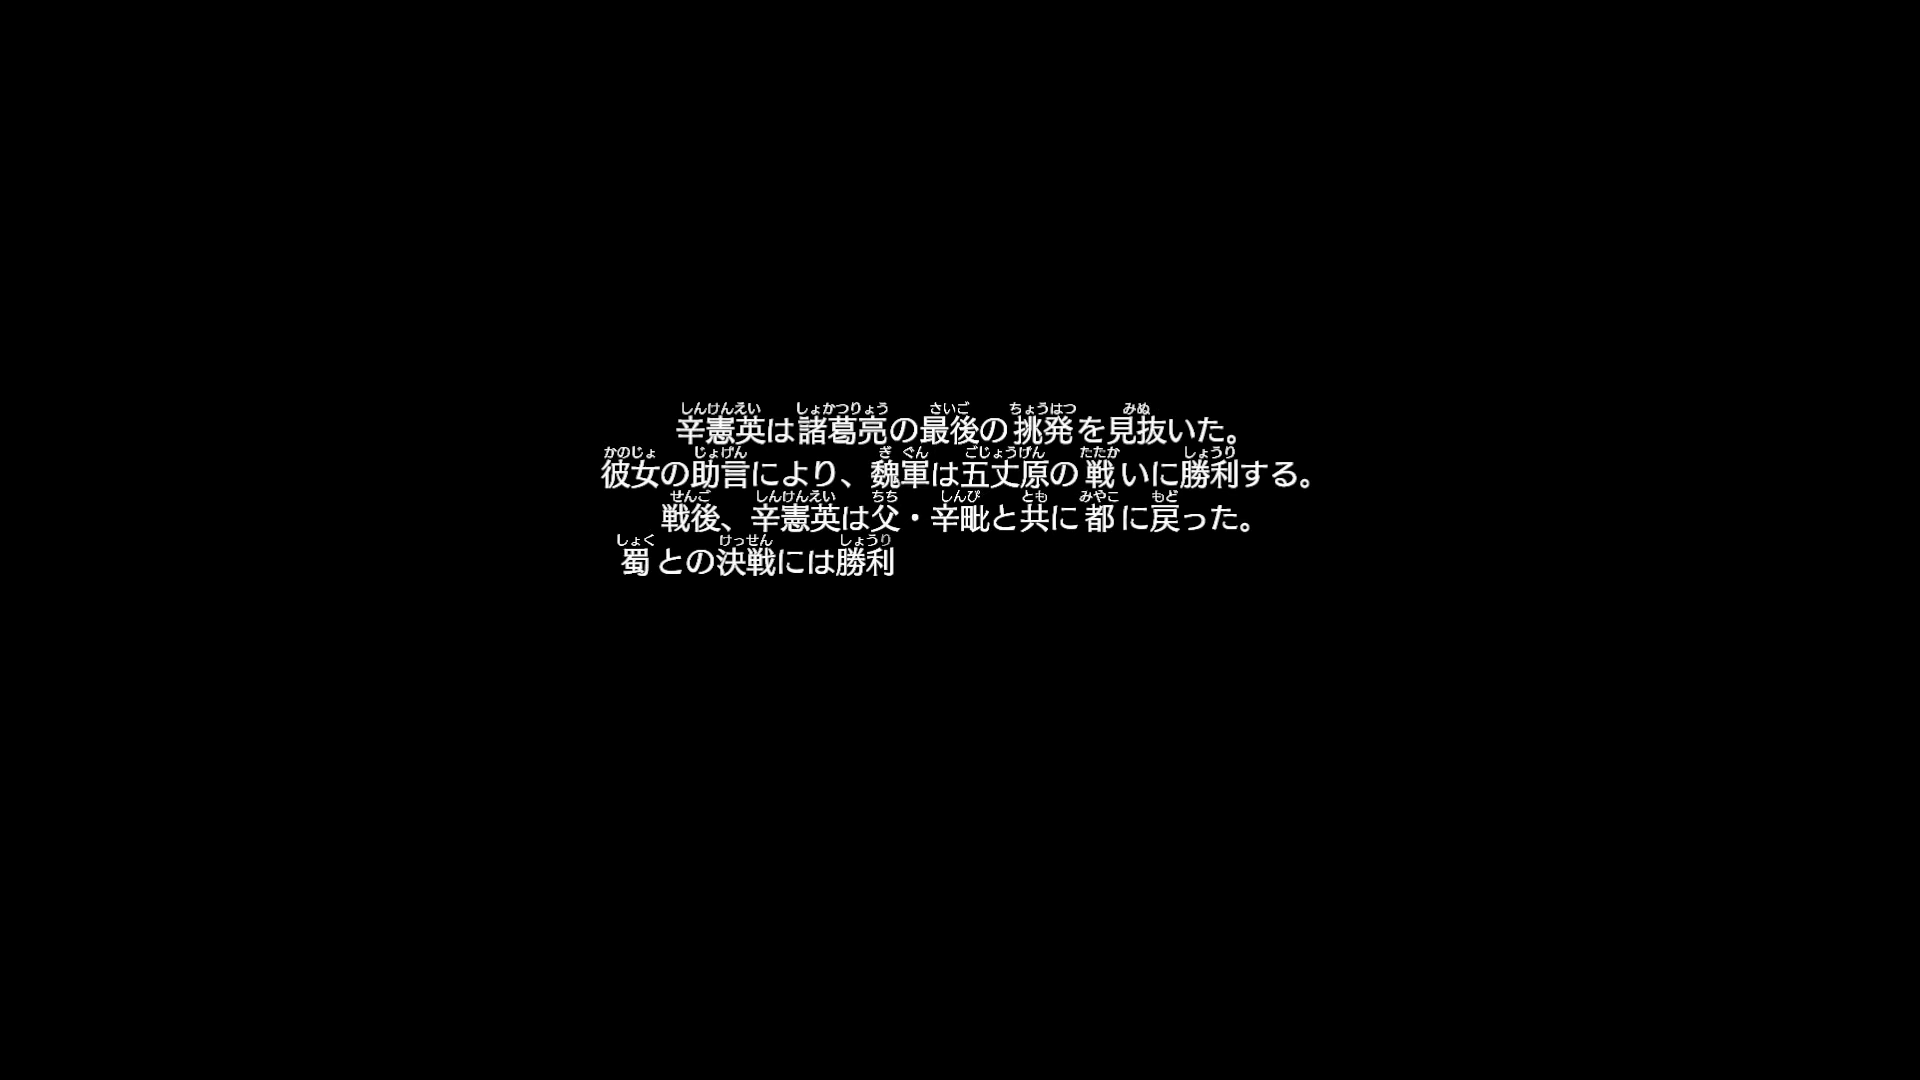 辛憲英は諸葛亮の最後の挑発を見抜いた。
彼女の助言により、魏軍は五丈原の戦いに勝利する。
戦後、辛憲英は父・辛毗と共に都に戻った。
蜀との決戦には勝利